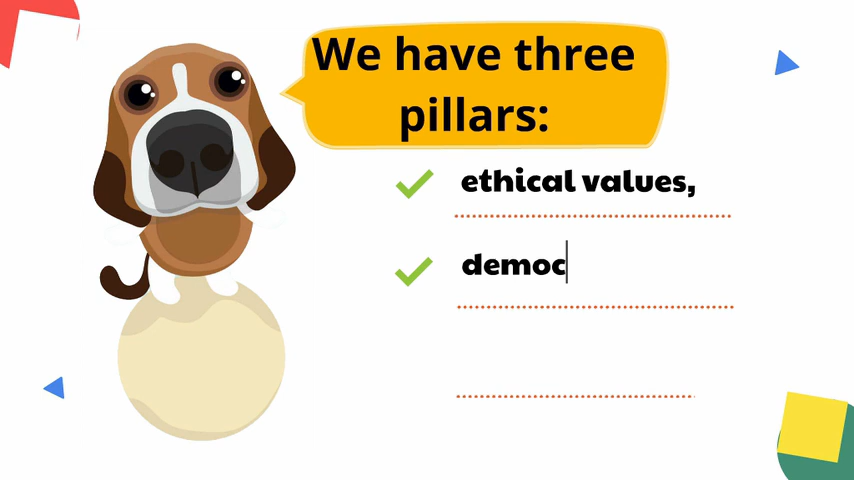 We have three
pillars:
ethical values,
democ